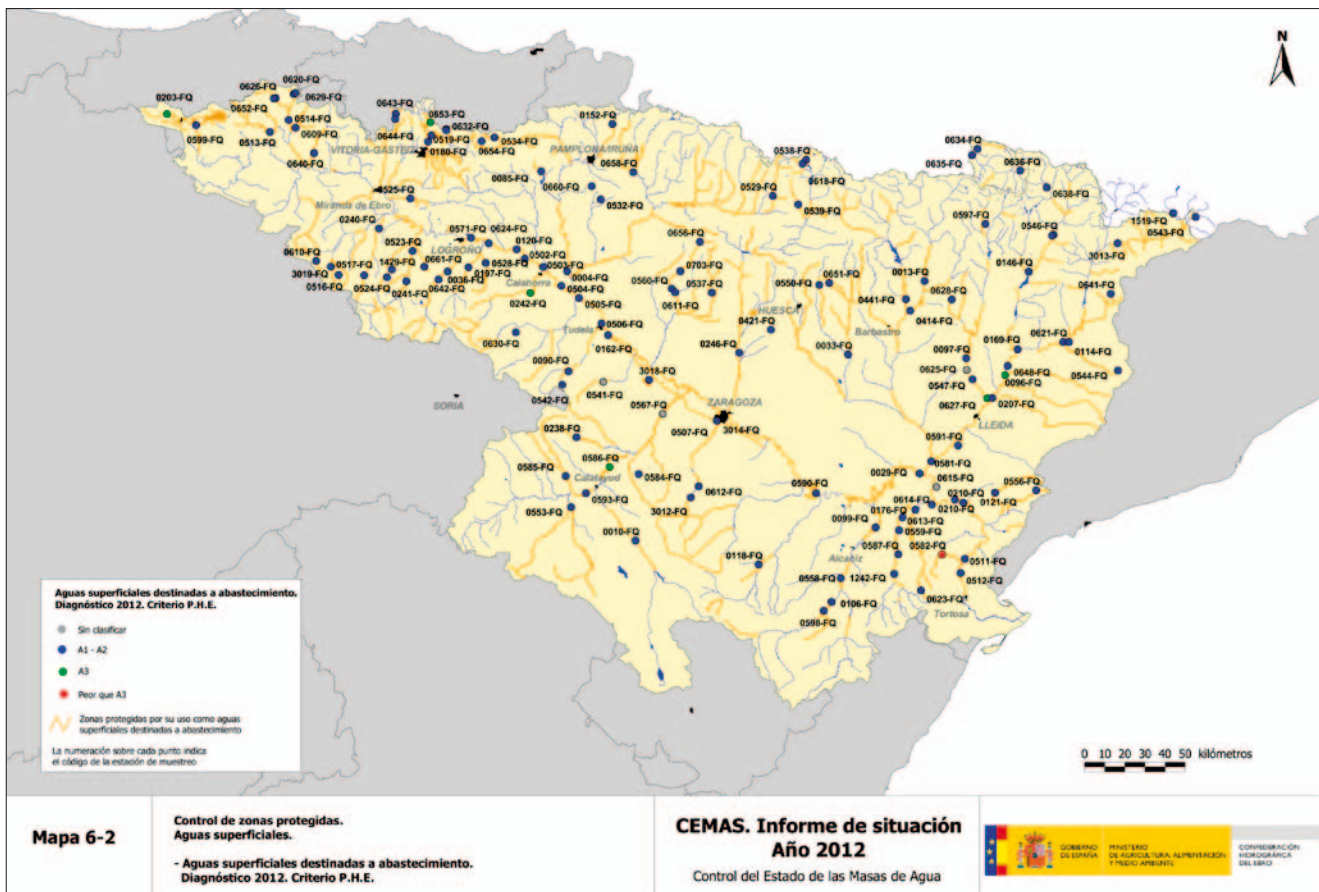 N
0620-FQ
0626-FQ
0203-FQ
0652-FQ
0629-FQ
0643-FQ
0653-FQ
0514-FQ
0632-FQ
0152-FQ
0599-FQ
0609-FQ
0644-FQ
0519-FQ
0534-FQ
0513-FQ
VITORIA-GASTEIZ
0180-FQ
0654-FQ
PAMPLONA/IRUÑA
0640-FQ
0658-FQ
0538-FQ
0634-FQ
0635-FQ
0636-FQ
0618-FQ
0085-FQ
0660-FQ
0525-FQ
Miranda de Ebro
0532-FQ
0529-FQ
0539-FQ
0638-FQ
0597-FQ
1519-FQ
0240-FQ
0571-FQ
0624-FQ
0546-FQ
0543-FQ
LOGROÑO
0120-FQ
0656-FQ
0523-FQ
3013-FQ
0610-FQ
0517-FQ
1429-FQ
0661-FQ
0528-FQ
0502-FQ
0503-FQ
0703-FQ
0146-FQ
3019-FQ
0197-FQ
0004-FQ
0651-FQ
0013-FQ
0516-FQ
0524-FQ
0241-FQ
0036-FQ
0642-FQ
Calahorra
0504-FQ
0560-FQ
0537-FQ
0550-FQ
0641-FQ
0242-FQ
0505-FQ
0611-FQ
HUESCA
0441-FQ
0628-FQ
0414-FQ
0506-FQ
Tudela
0630-FQ
0162-FQ
0421-FQ
Barbastro
0621-FQ
0246-FQ
0033-FQ
0169-FQ
0114-FQ
0090-FQ
0097-FQ
3018-FQ
0625-FQ
0648-FQ
0544-FQ
0547-FQ
0096-FQ
0542-FQ
0541-FQ
SORIA
0567-FQ
ZARAGOZA
0627-FQ
0207-FQ
0507-FQ
3014-FQ
LLEIDA
0238-FQ
0591-FQ
0586-FQ
0581-FQ
0585-FQ
Calatayud
0584-FQ
0029-FQ
0615-FQ
0593-FQ
0612-FQ
0590-FQ
0614-FQ
0210-FQ
0556-FQ
0553-FQ
3012-FQ
0176-FQ
0210-FQ
0121-FQ
0099-FQ
0613-FQ
0559-FQ
0010-FQ
0587-FQ
0582-FQ
0118-FQ
Alcañiz
0511-FQ
0558-FQ
1242-FQ
0512-FQ
0106-FQ
0623-FQ
0598-FQ
Tortosa
Aguas superficiales destinadas a abastecimiento.
Diagnóstico 2012. Criterio P.H.E.
Sin clasificar
A1 - A2
A3
Peor que A3
Zonas protegidas por su uso como aguas
superficiales destinadas a abastecimiento
La numeración sobre cada punto indica
el código de la estación de muestreo
0 10 20 30 40 50 kilómetros
Mapa 6-2
Control de zonas protegidas.
Aguas superficiales.
- Aguas superficiales destinadas a abastecimiento.
Diagnóstico 2012. Criterio P.H.E.
CEMAS. Informe de situación
Año 2012
Control del Estado de las Masas de Agua
GOBIERNO
DE ESPAÑA
MINISTERIO
DE AGRICULTURA, ALIMENTACIÓN
Y MEDIO AMBIENTE
CONFEDERACIÓN
HIDROGRÁFICA
DEL EBRO